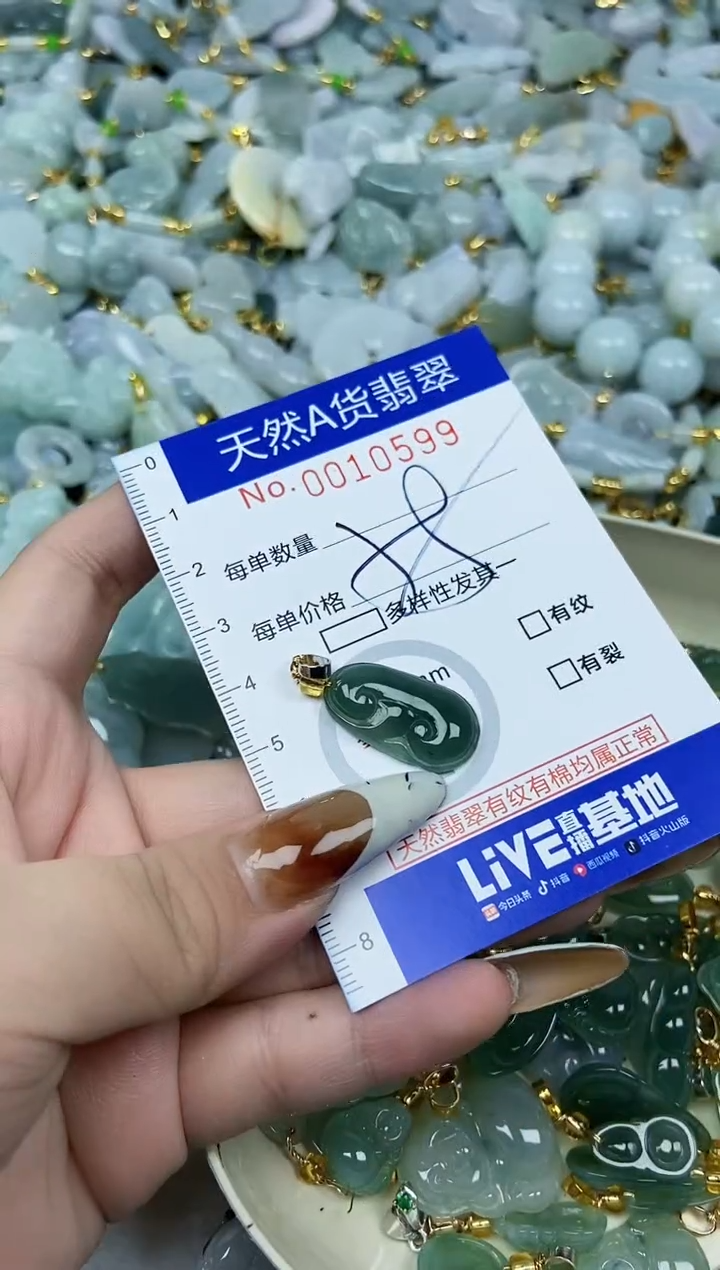 天然A货翡翠
No.0010599
0
1
每单数量
2
每单价格
3
多样性发其一
有纹
4
mm
有裂
5
天然翡翠有纹有棉均属正常
LiVE直播基地
今日头条 抖音 西瓜视频 抖音火山版
8